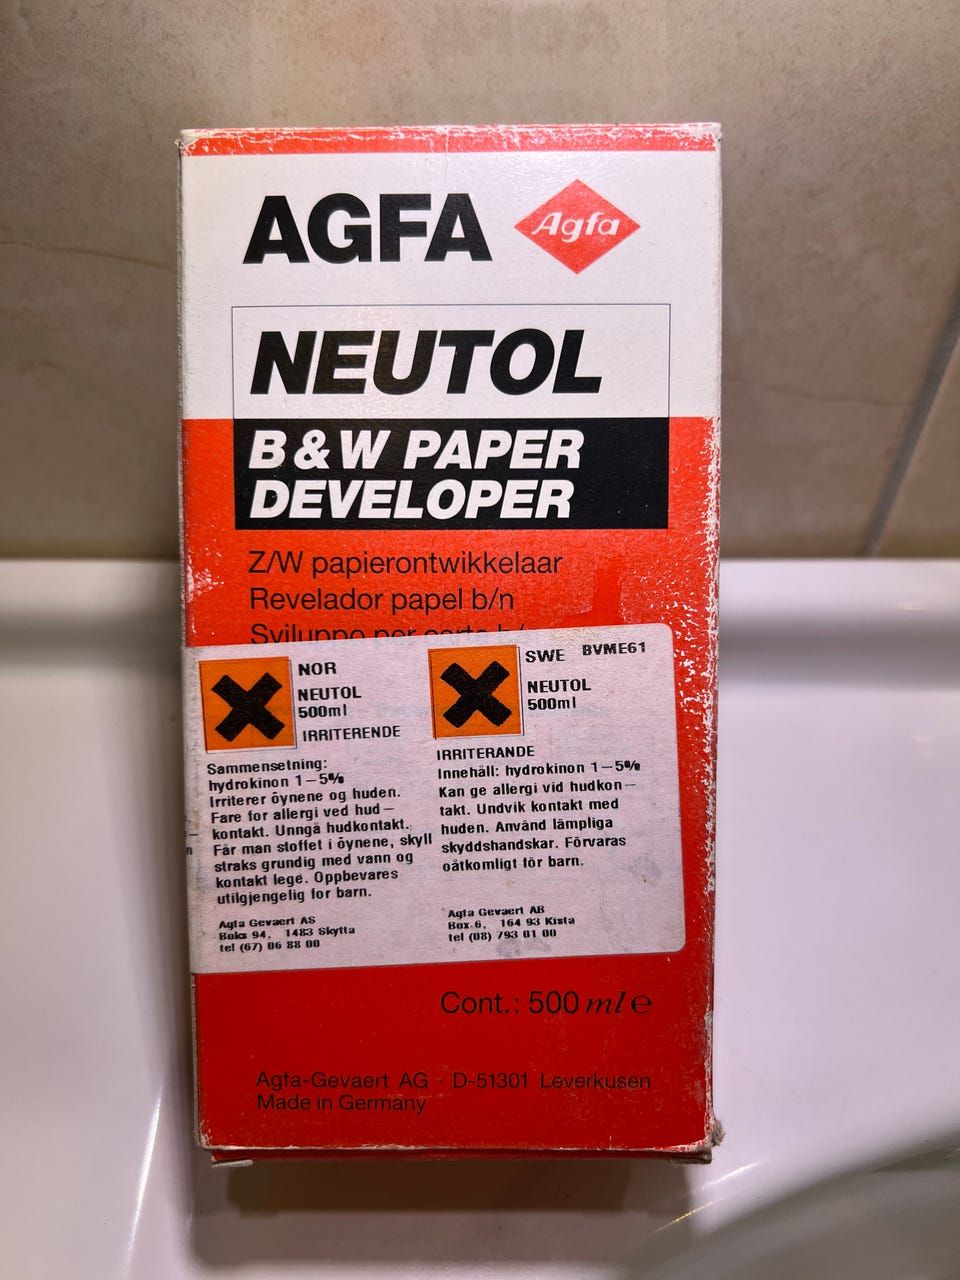 AGFA
Agfa
NEUTOL
B & W PAPER
DEVELOPER
Z/W papierontwikkelaar
Revelador papel b/n
Sviluppo per carta b/n
NOR
NEUTOL
500ml
IRRITERENDE
Sammensetning:
hydrokinon 1-5%
Irriterer öynene og huden.
Fare for allergi ved hud-
kontakt. Unngå hudkontakt.
Får man stoffet i öynene, skyll
straks grundig med vann og
kontakt lege. Oppbevares
utilgjengelig for barn.
Agfa Gevaert AS
Boks 94, 1483 Skytta
tel (67) 06 88 00
SWE BVME61
NEUTOL
500ml
IRRITERANDE
Innehåll: hydrokinon 1-5%
Kan ge allergi vid hudkon-
takt. Undvik kontakt med
huden. Använd lämpliga
skyddshandskar. Förvaras
oåtkomligt för barn.
Agfa Gevaert AB
Box 6, 164 93 Kista
tel (08) 793 01 00
Cont.: 500 ml e
Agfa-Gevaert AG · D-51301 Leverkusen
Made in Germany